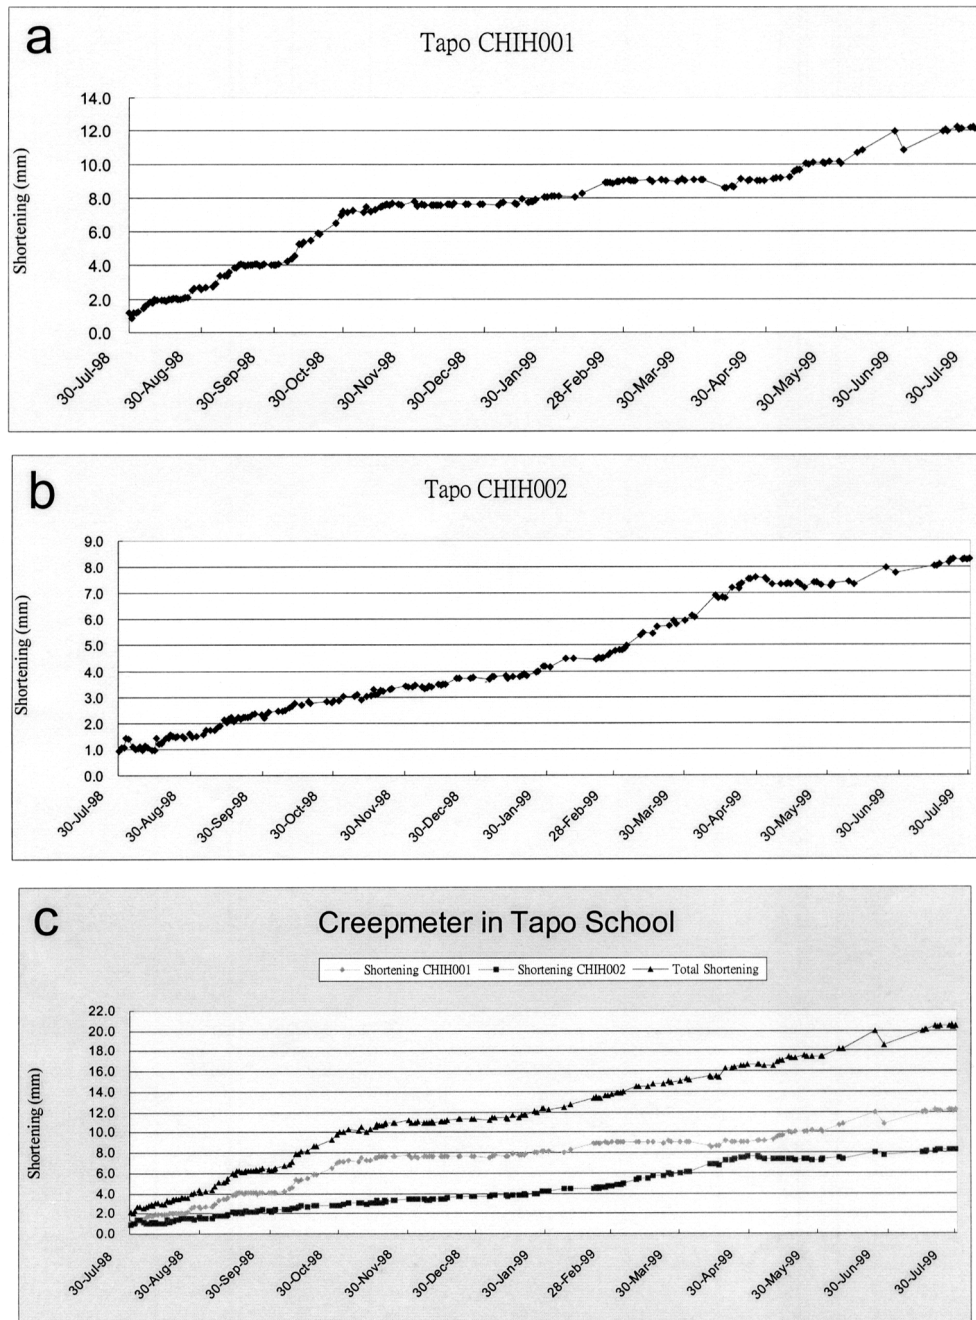 a
Tapo CHIH001
Shortening (mm)
14.0
12.0
10.0
8.0
6.0
4.0
2.0
0.0
30-Jul-98
30-Aug-98
30-Sep-98
30-Oct-98
30-Nov-98
30-Dec-98
30-Jan-99
28-Feb-99
30-Mar-99
30-Apr-99
30-May-99
30-Jun-99
30-Jul-99
b
Tapo CHIH002
Shortening (mm)
9.0
8.0
7.0
6.0
5.0
4.0
3.0
2.0
1.0
0.0
30-Jul-98
30-Aug-98
30-Sep-98
30-Oct-98
30-Nov-98
30-Dec-98
30-Jan-99
28-Feb-99
30-Mar-99
30-Apr-99
30-May-99
30-Jun-99
30-Jul-99
c
Creepmeter in Tapo School
Shortening CHIH001 Shortening CHIH002 Total Shortening
Shortening (mm)
22.0
20.0
18.0
16.0
14.0
12.0
10.0
8.0
6.0
4.0
2.0
0.0
30-Jul-98
30-Aug-98
30-Sep-98
30-Oct-98
30-Nov-98
30-Dec-98
30-Jan-99
28-Feb-99
30-Mar-99
30-Apr-99
30-May-99
30-Jun-99
30-Jul-99